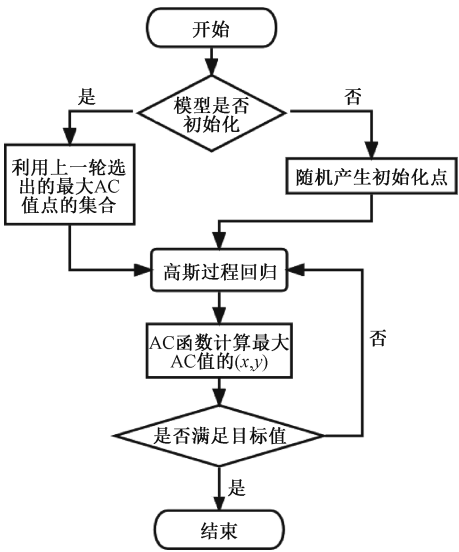 开始
模型是否
初始化
是
否
利用上一轮选
出的最大AC
值点的集合
随机产生初始化点
高斯过程回归
AC函数计算最大
AC值的(x,y)
否
是否满足目标值
是
结束